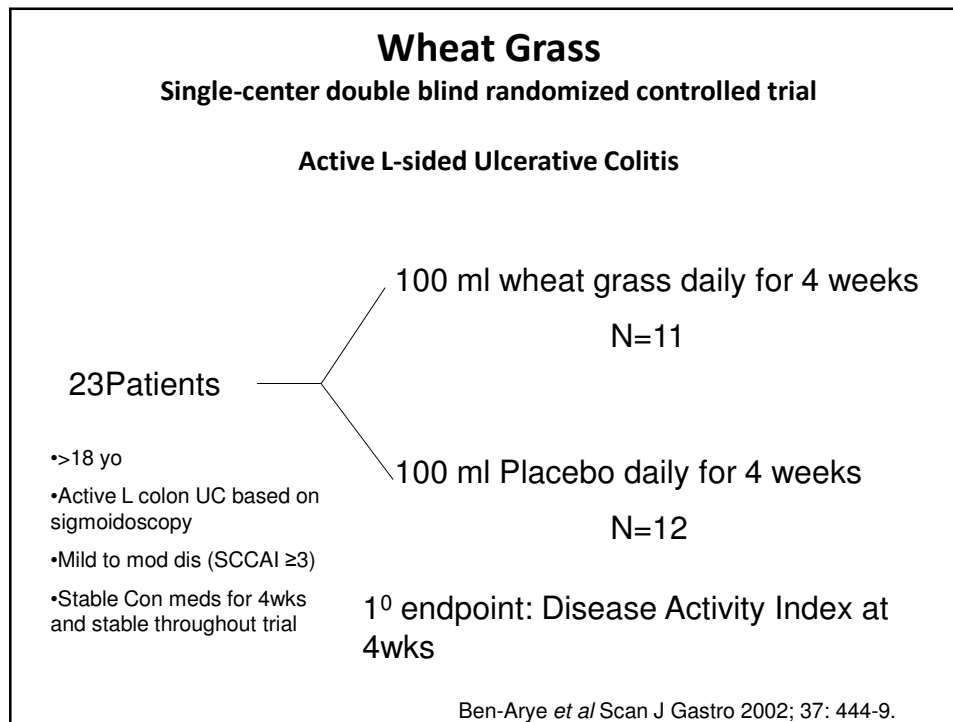 Wheat Grass
Single-center double blind randomized controlled trial
Active L-sided Ulcerative Colitis
100 ml wheat grass daily for 4 weeks
N=11
23Patients
•>18 yo
•Active L colon UC based on
sigmoidoscopy
•Mild to mod dis (SCCAI ≥3)
•Stable Con meds for 4wks
and stable throughout trial
100 ml Placebo daily for 4 weeks
N=12
1⁰ endpoint: Disease Activity Index at
4wks
Ben-Arye et al Scan J Gastro 2002; 37: 444-9.